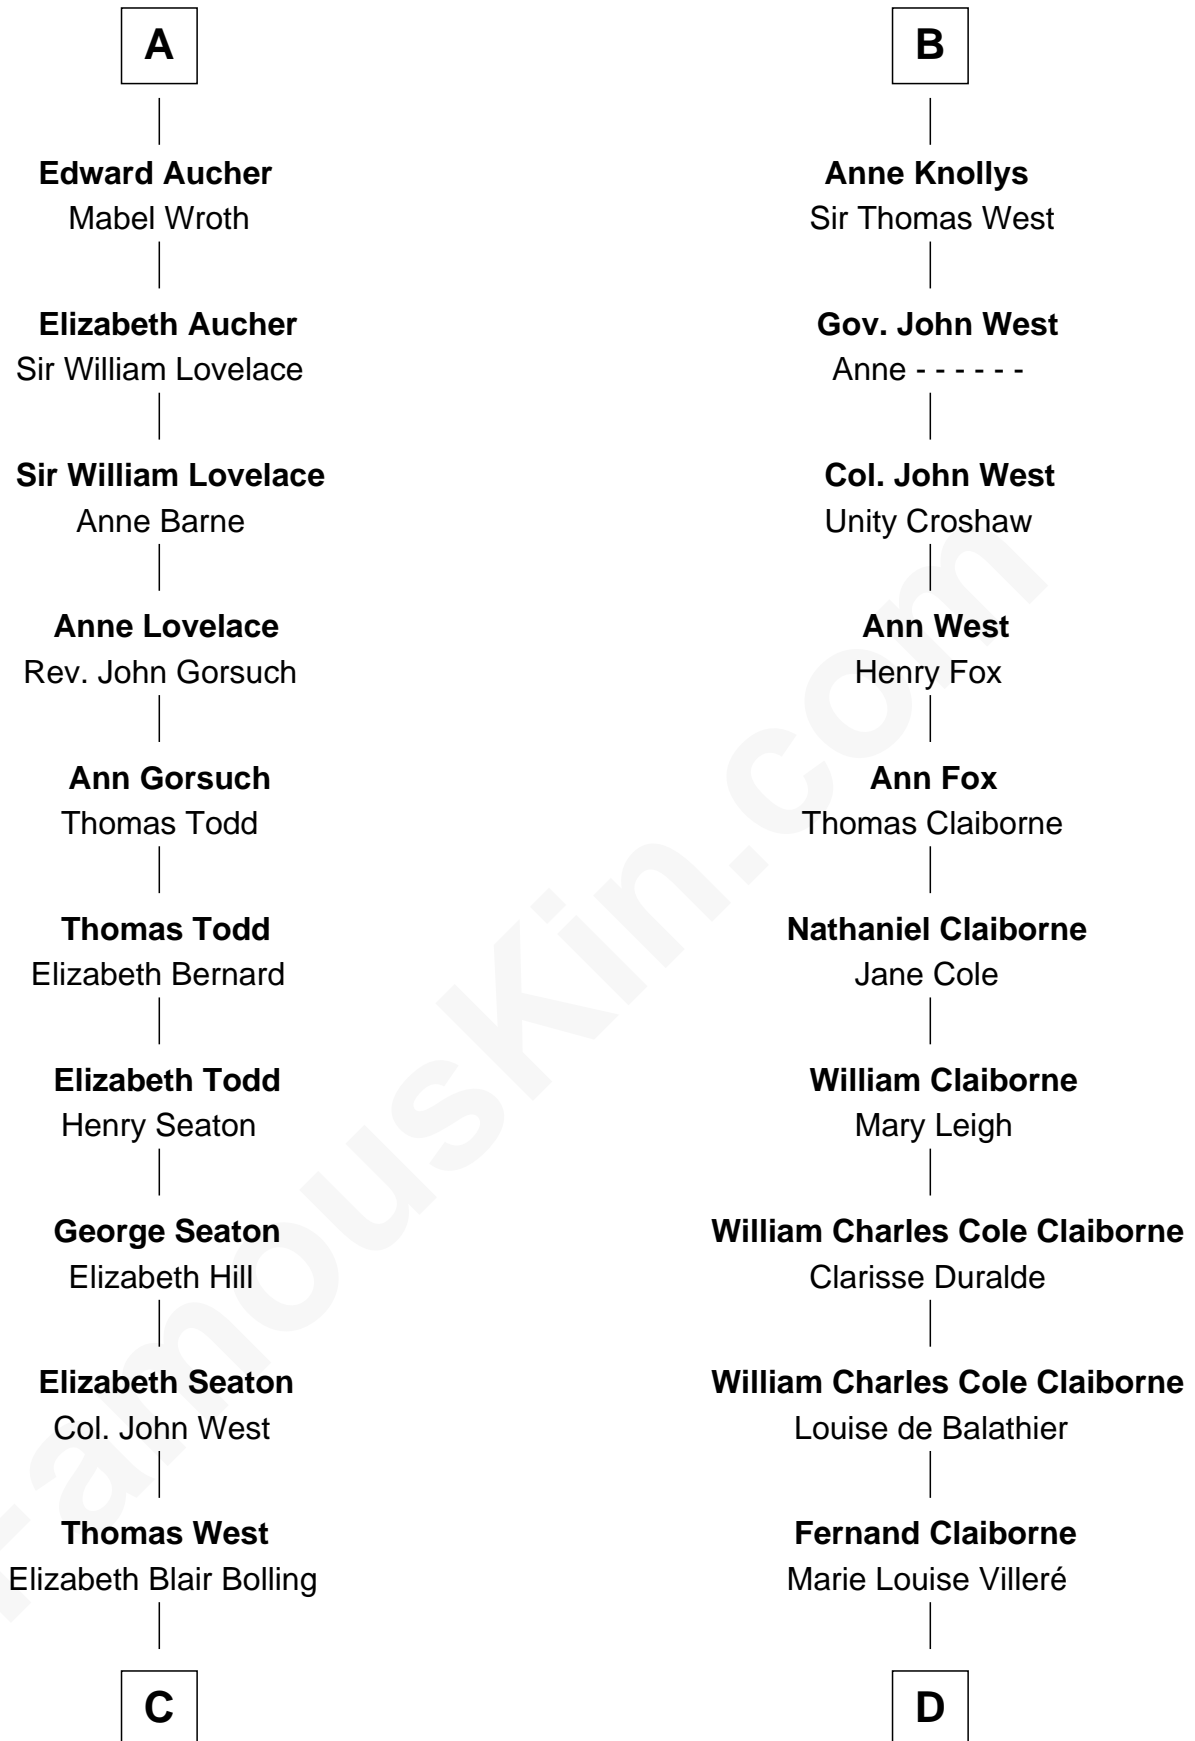 A
Edward Aucher
Mabel Wroth
Elizabeth Aucher
Sir William Lovelace
Sir William Lovelace
Anne Barne
Anne Lovelace
Rev. John Gorsuch
Ann Gorsuch
Thomas Todd
Thomas Todd
Elizabeth Bernard
Elizabeth Todd
Henry Seaton
George Seaton
Elizabeth Hill
Elizabeth Seaton
Col. John West
Thomas West
Elizabeth Blair Bolling
C
B
Anne Knollys
Sir Thomas West
Gov. John West
Anne - - - - - -
Col. John West
Unity Croshaw
Ann West
Henry Fox
Ann Fox
Thomas Claiborne
Nathaniel Claiborne
Jane Cole
William Claiborne
Mary Leigh
William Charles Cole Claiborne
Clarisse Duralde
William Charles Cole Claiborne
Louise de Balathier
Fernand Claiborne
Marie Louise Villeré
D
FamousKin.com